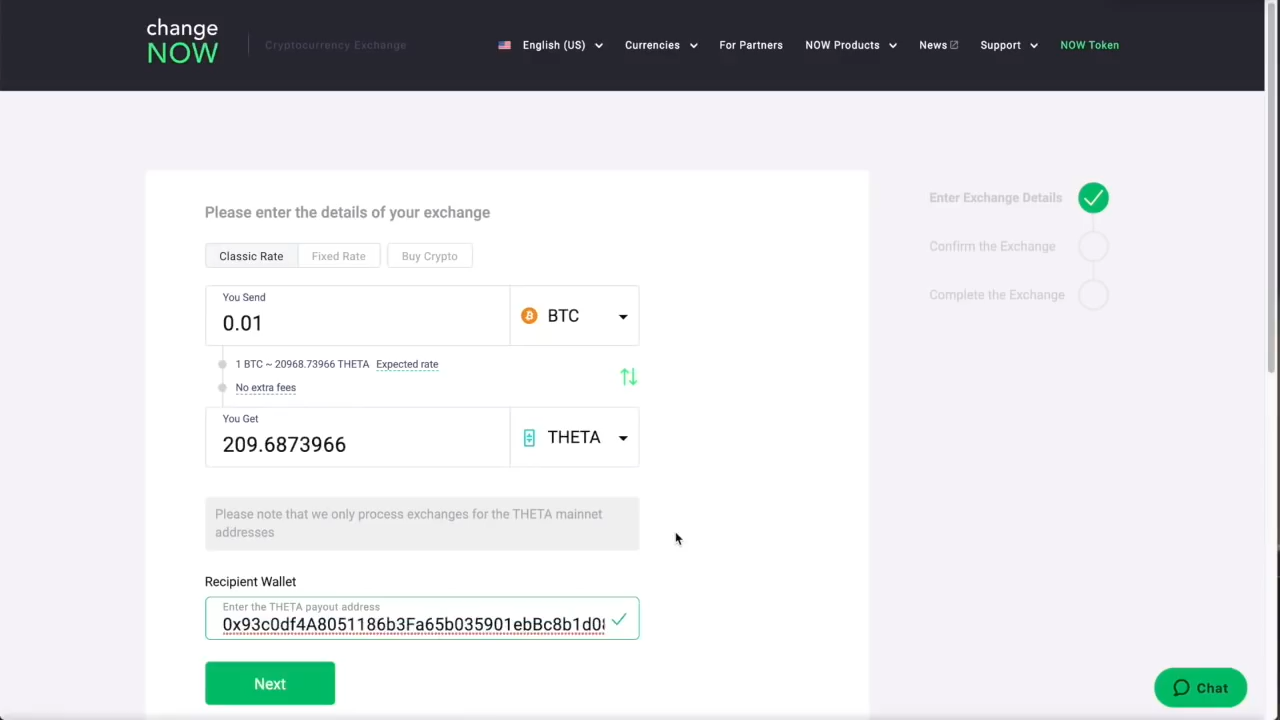 change
NOW
Cryptocurrency Exchange
English (US)
Currencies
For Partners
NOW Products
News
Support
NOW Token
Please enter the details of your exchange
Classic Rate
Fixed Rate
Buy Crypto
You Send
0.01
BTC
1 BTC ~ 20968.73966 THETA Expected rate
No extra fees
You Get
209.6873966
THETA
Please note that we only process exchanges for the THETA mainnet
addresses
Recipient Wallet
Enter the THETA payout address
0x93c0df4A8051186b3Fa65b035901ebBc8b1d08
Next
Enter Exchange Details
Confirm the Exchange
Complete the Exchange
Chat